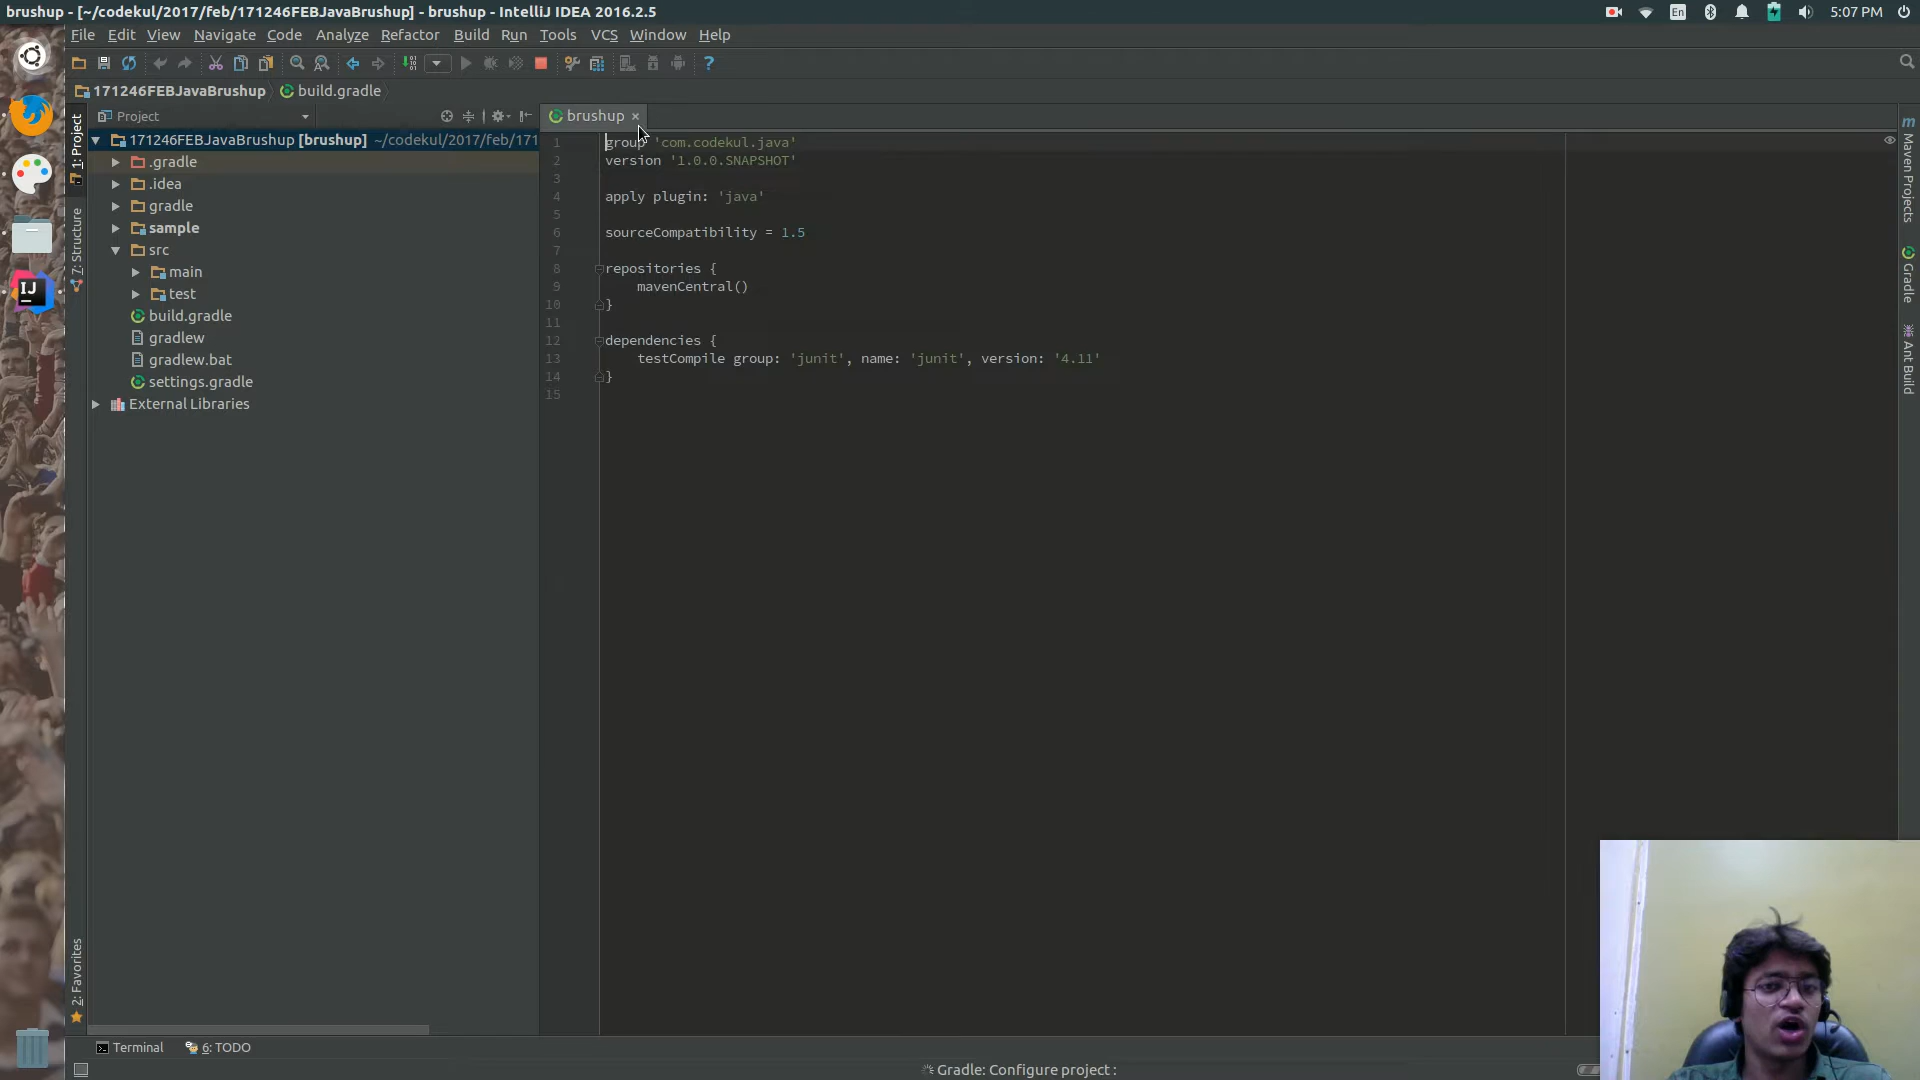 brushup - [~/codekul/2017/feb/171246FEBJavaBrushup] - brushup - IntelliJ IDEA 2016.2.5
En
5:07 PM
File Edit View Navigate Code Analyze Refactor Build Run Tools VCS Window Help
171246FEBJavaBrushup build.gradle
1: Project
7: Structure
2: Favorites
Project
171246FEBJavaBrushup [brushup] ~/codekul/2017/feb/171
.gradle
.idea
gradle
sample
src
main
test
build.gradle
gradlew
gradlew.bat
settings.gradle
External Libraries
brushup
1 group 'com.codekul.java'
2 version '1.0.0.SNAPSHOT'
3
4 apply plugin: 'java'
5
6 sourceCompatibility = 1.5
7
8 repositories {
9 mavenCentral()
10 }
11
12 dependencies {
13 testCompile group: 'junit', name: 'junit', version: '4.11'
14 }
15
Maven Projects
Gradle
Ant Build
IJ
Terminal
6: TODO
Gradle: Configure project :